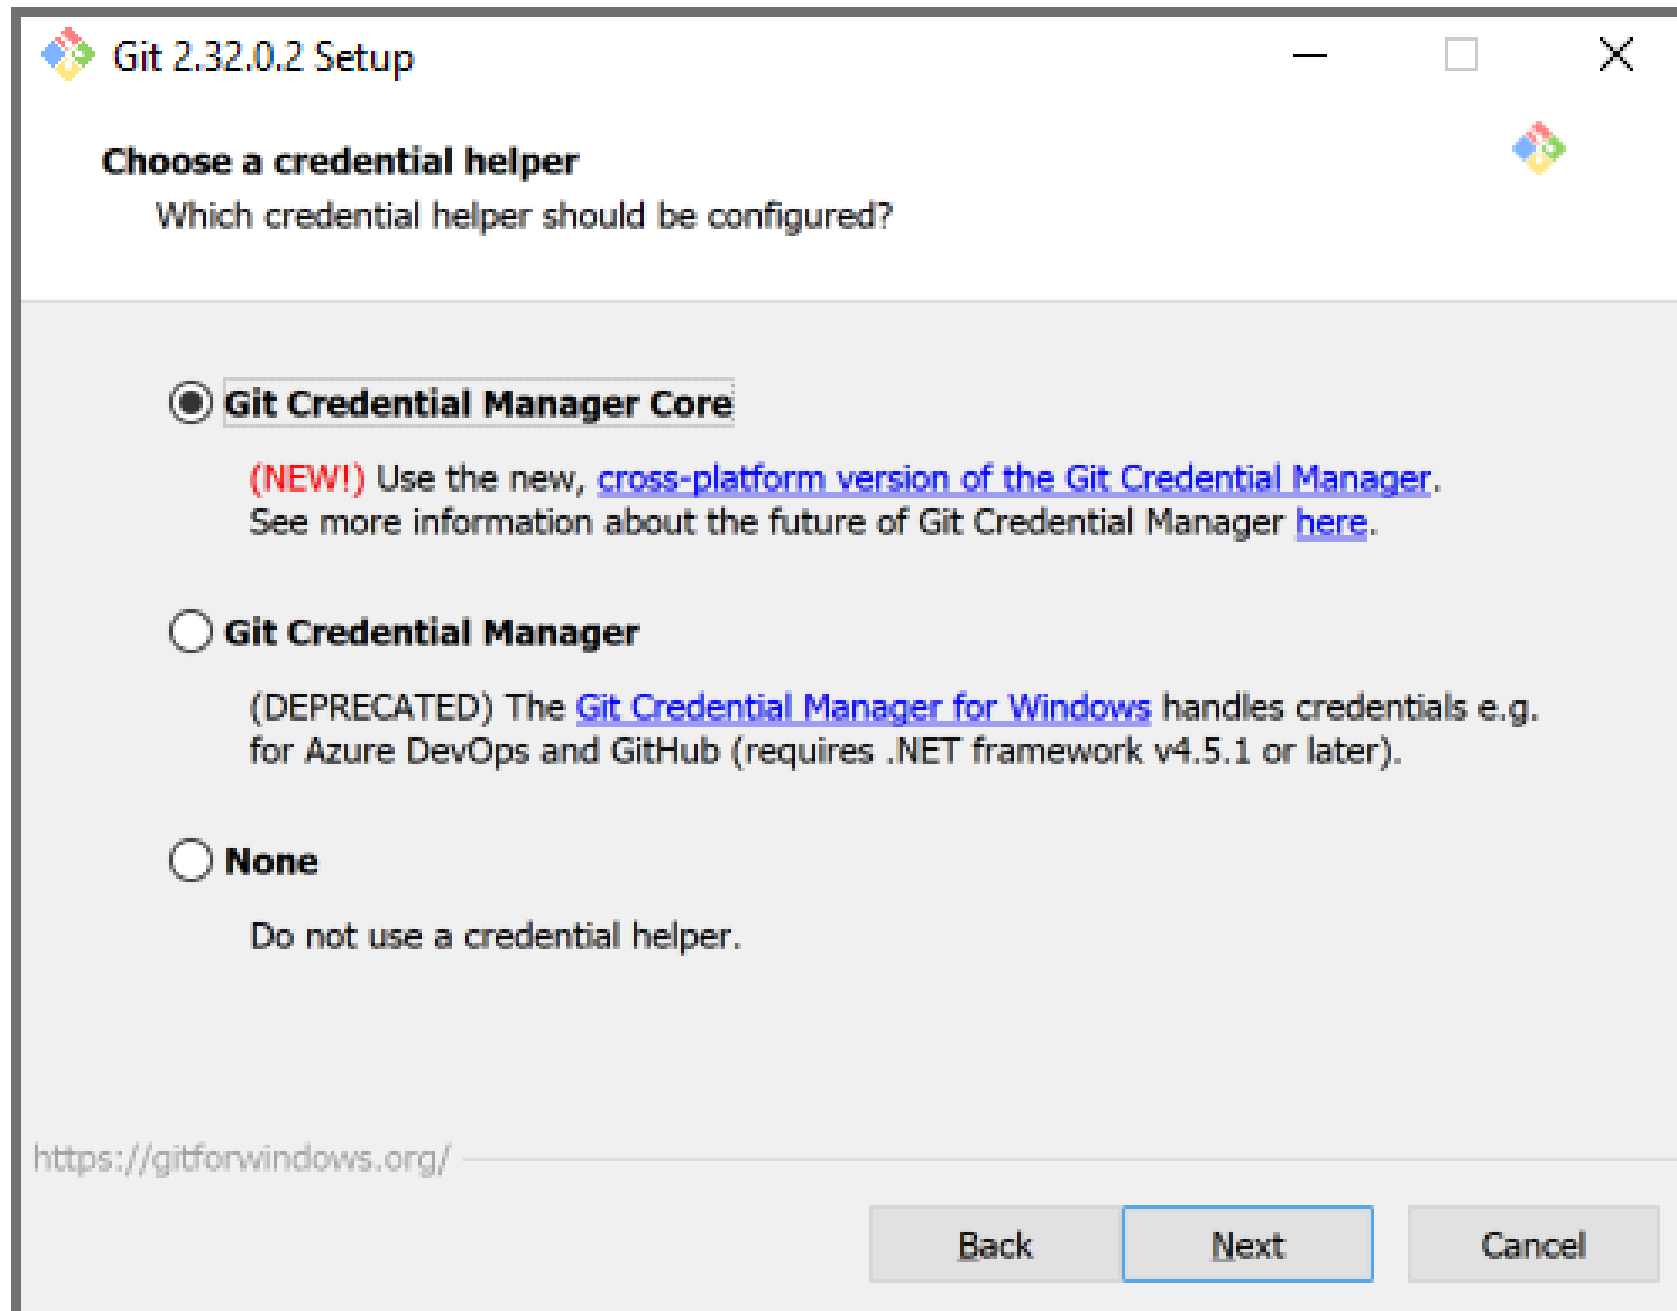 Git 2.32.0.2 Setup
Choose a credential helper
Which credential helper should be configured?
Git Credential Manager Core
(NEW!) Use the new, cross-platform version of the Git Credential Manager.
See more information about the future of Git Credential Manager here.
Git Credential Manager
(DEPRECATED) The Git Credential Manager for Windows handles credentials e.g.
for Azure DevOps and GitHub (requires .NET framework v4.5.1 or later).
None
Do not use a credential helper.
https://gitforwindows.org/
Back Next Cancel